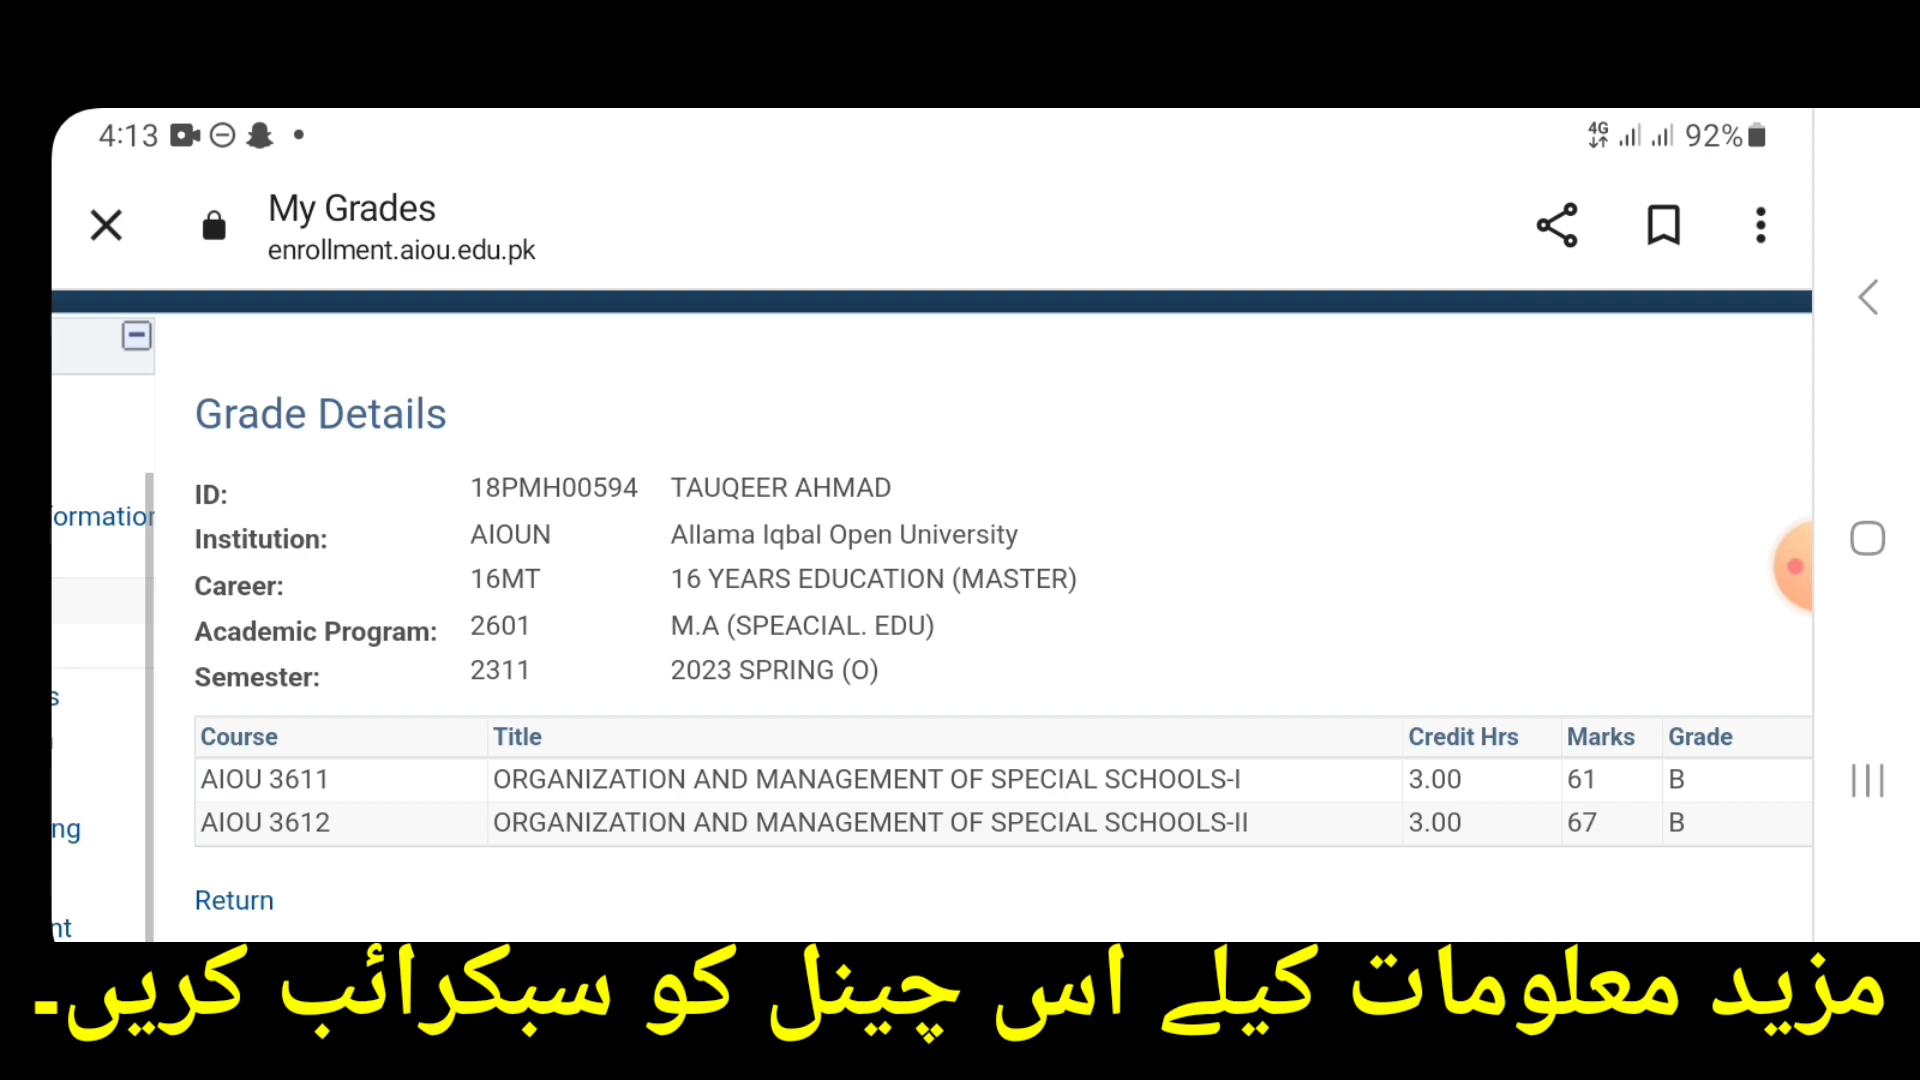 4:13
4G 92%
My Grades
enrollment.aiou.edu.pk
Grade Details
ID: 18PMH00594 TAUQEER AHMAD
Institution: AIOUN Allama Iqbal Open University
Career: 16MT 16 YEARS EDUCATION (MASTER)
Academic Program: 2601 M.A (SPEACIAL. EDU)
Semester: 2311 2023 SPRING (O)
Course Title Credit Hrs Marks Grade
AIOU 3611 ORGANIZATION AND MANAGEMENT OF SPECIAL SCHOOLS-I 3.00 61 B
AIOU 3612 ORGANIZATION AND MANAGEMENT OF SPECIAL SCHOOLS-II 3.00 67 B
Return
مزید معلومات کیلے اس چینل کو سبکرائب کریں۔